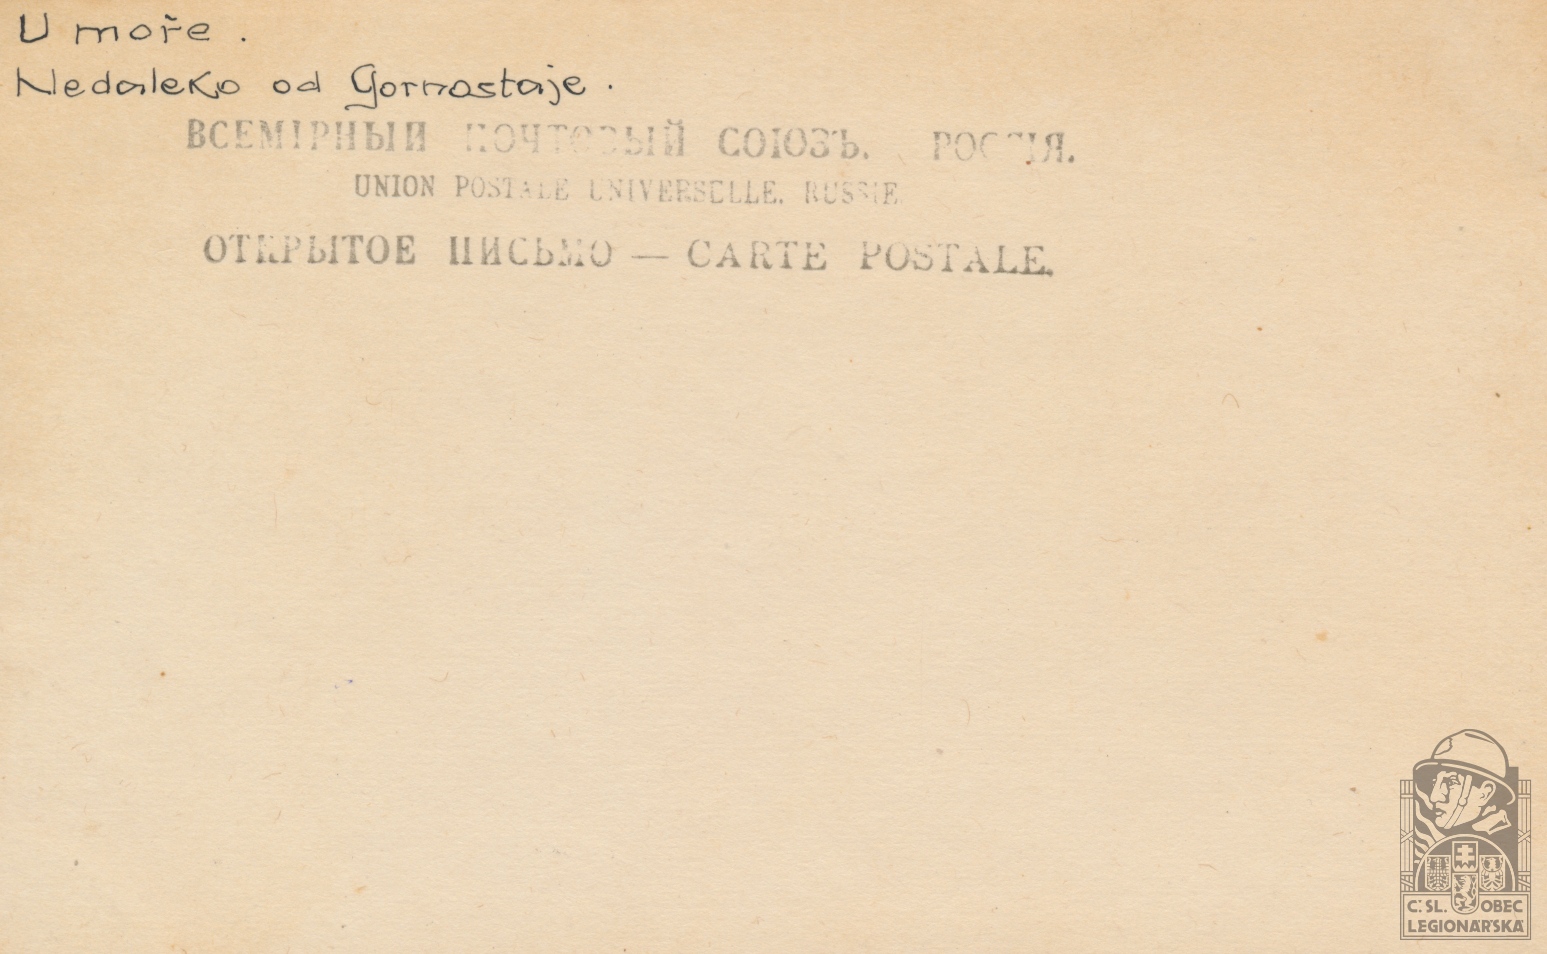 U moře.
Nedaleko od Gornostaje.
ВСЕМІРНЫЙ ПОЧТОВЫЙ СОЮЗЪ. РОССІЯ.
UNION POSTALE UNIVERSELLE. RUSSIE
ОТКРЫТОЕ ПИСЬМО — CARTE POSTALE.
Č.SL. OBEC
LEGIONÁŘSKÁ